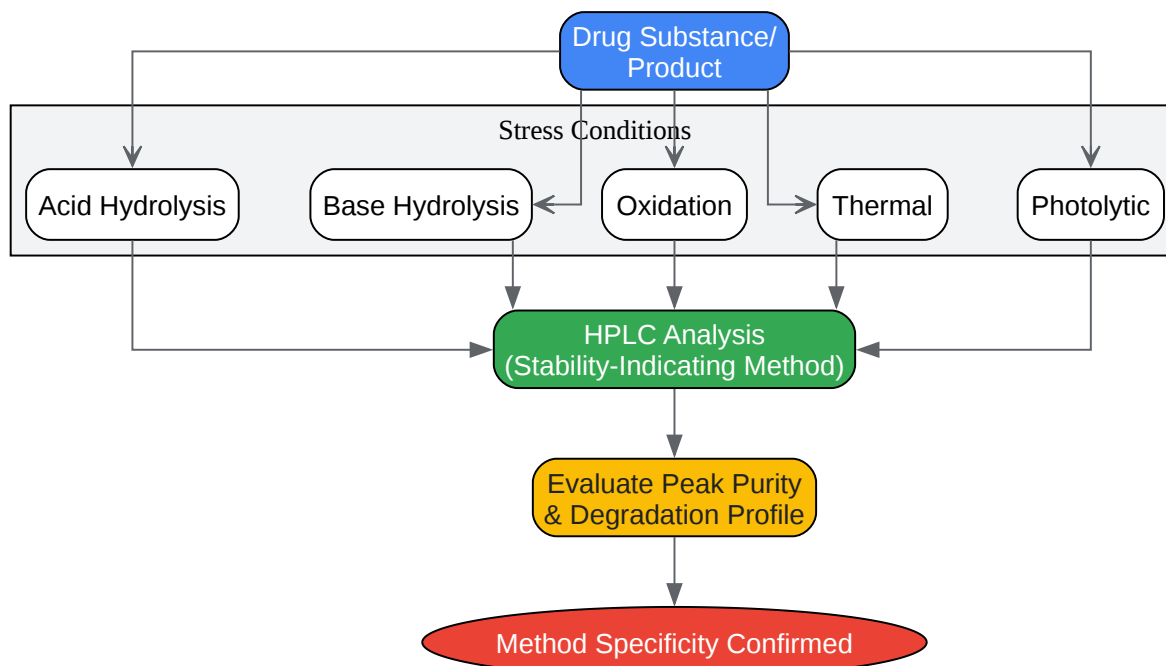 Drug Substance/
Product
Stress Conditions
Acid Hydrolysis
Base Hydrolysis
Oxidation
Thermal
Photolytic
HPLC Analysis
(Stability-Indicating Method)
Evaluate Peak Purity
& Degradation Profile
Method Specificity Confirmed